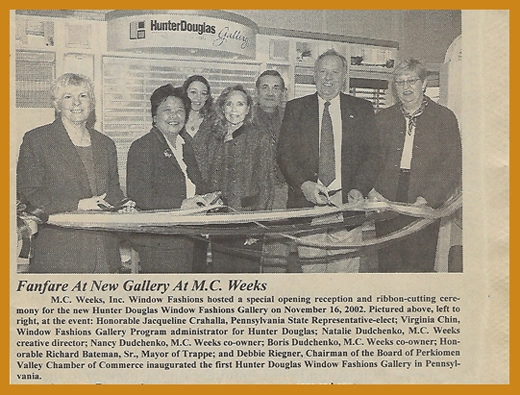 HunterDouglas
Gallery
Fanfare At New Gallery At M.C. Weeks
M.C. Weeks, Inc. Window Fashions hosted a special opening reception and ribbon-cutting cere-
mony for the new Hunter Douglas Window Fashions Gallery on November 16, 2002. Pictured above, left to
right, at the event: Honorable Jacqueline Crahalla, Pennsylvania State Representative-elect; Virginia Chin,
Window Fashions Gallery Program administrator for Hunter Douglas; Natalie Dudchenko, M.C. Weeks
creative director; Nancy Dudchenko, M.C. Weeks co-owner; Boris Dudchenko, M.C. Weeks co-owner; Hon-
orable Richard Bateman, Sr., Mayor of Trappe; and Debbie Riegner, Chairman of the Board of Perkiomen
Valley Chamber of Commerce inaugurated the first Hunter Douglas Window Fashions Gallery in Pennsyl-
vania.